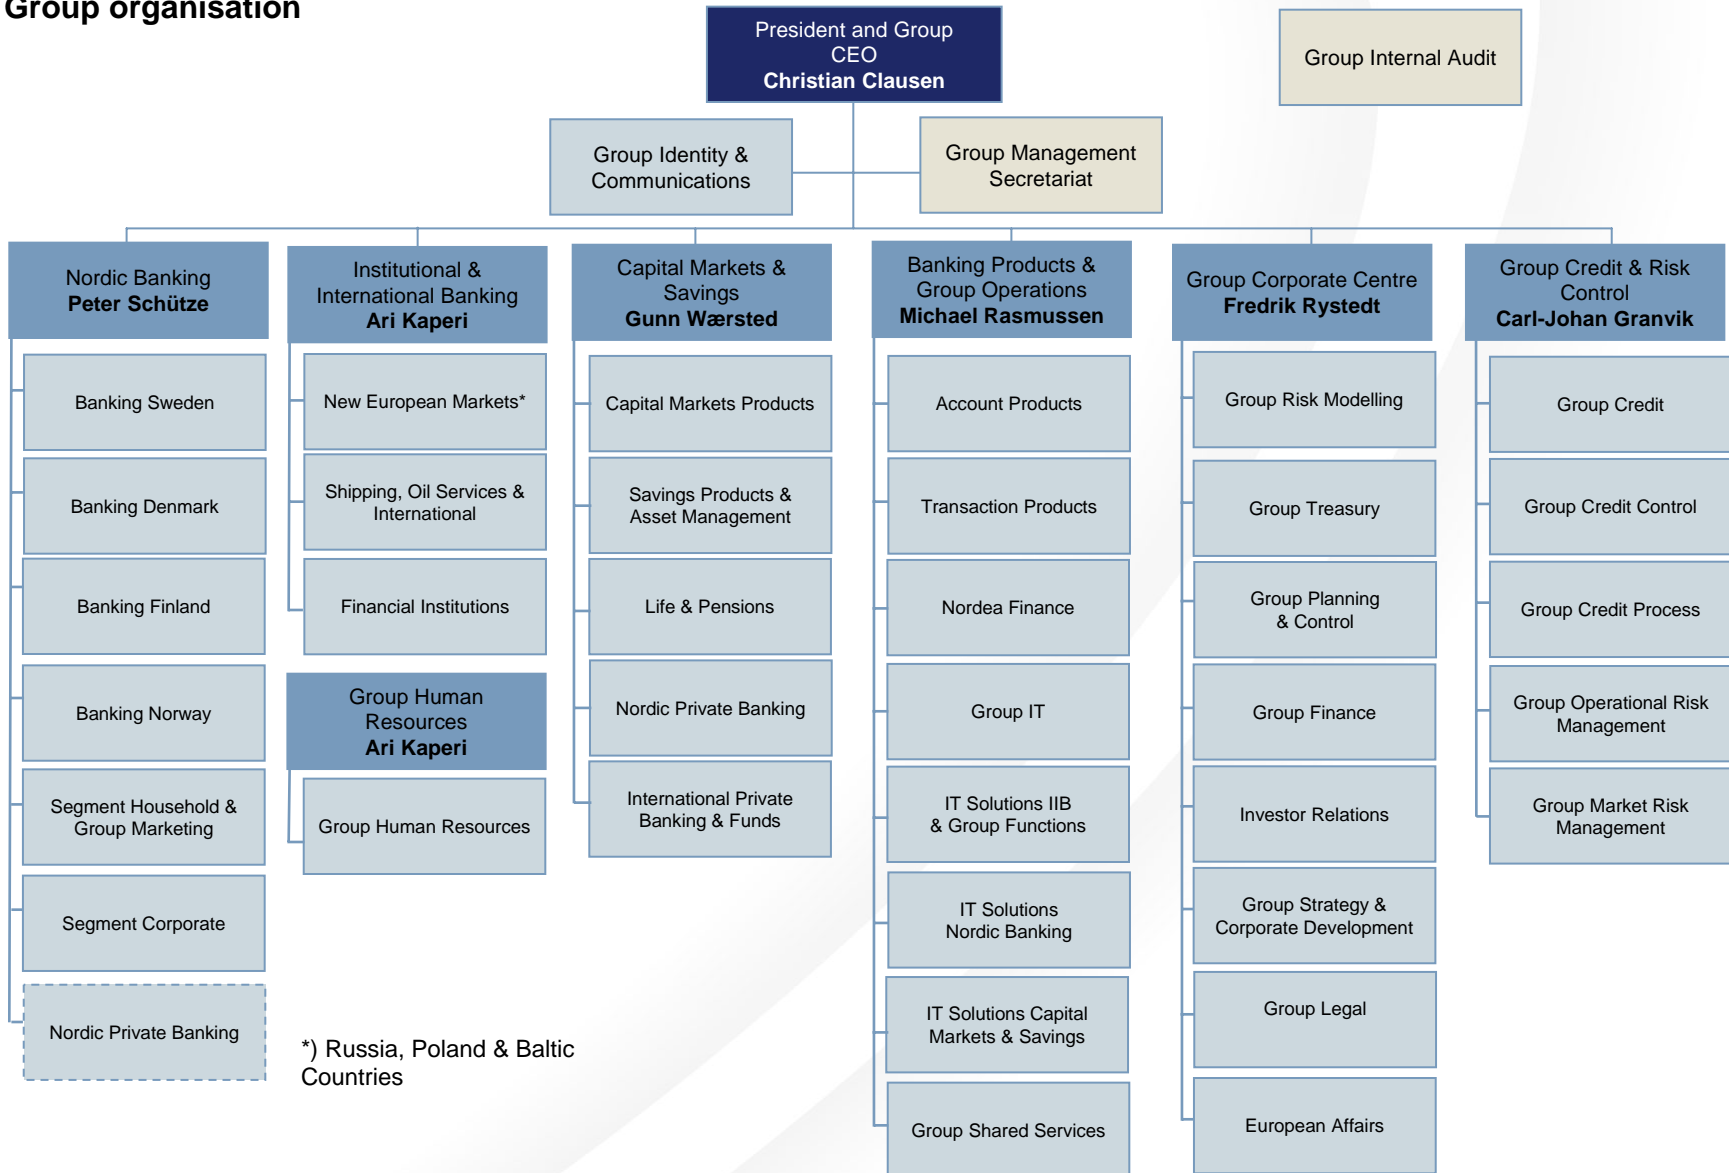 Group organisation
President and Group
CEO
Christian Clausen
Group Internal Audit
Group Identity &
Communications
Group Management
Secretariat
Nordic Banking
Peter Schütze
Banking Sweden
Banking Denmark
Banking Finland
Banking Norway
Segment Household &
Group Marketing
Segment Corporate
Nordic Private Banking
Institutional &
International Banking
Ari Kaperi
New European Markets*
Shipping, Oil Services &
International
Financial Institutions
Group Human
Resources
Ari Kaperi
Group Human Resources
*) Russia, Poland & Baltic
Countries
Capital Markets &
Savings
Gunn Wærsted
Capital Markets Products
Savings Products &
Asset Management
Life & Pensions
Nordic Private Banking
International Private
Banking & Funds
Banking Products &
Group Operations
Michael Rasmussen
Account Products
Transaction Products
Nordea Finance
Group IT
IT Solutions IIB
& Group Functions
IT Solutions
Nordic Banking
IT Solutions Capital
Markets & Savings
Group Shared Services
Group Corporate Centre
Fredrik Rystedt
Group Risk Modelling
Group Treasury
Group Planning
& Control
Group Finance
Investor Relations
Group Strategy &
Corporate Development
Group Legal
European Affairs
Group Credit & Risk
Control
Carl-Johan Granvik
Group Credit
Group Credit Control
Group Credit Process
Group Operational Risk
Management
Group Market Risk
Management